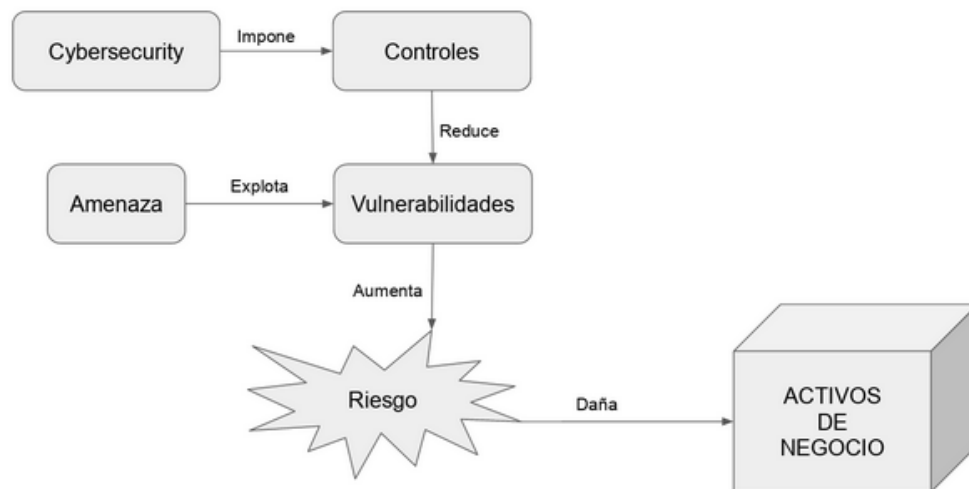 Cybersecurity
Impone
Controles
Reduce
Amenaza
Explota
Vulnerabilidades
Aumenta
Riesgo
Daña
ACTIVOS
DE
NEGOCIO